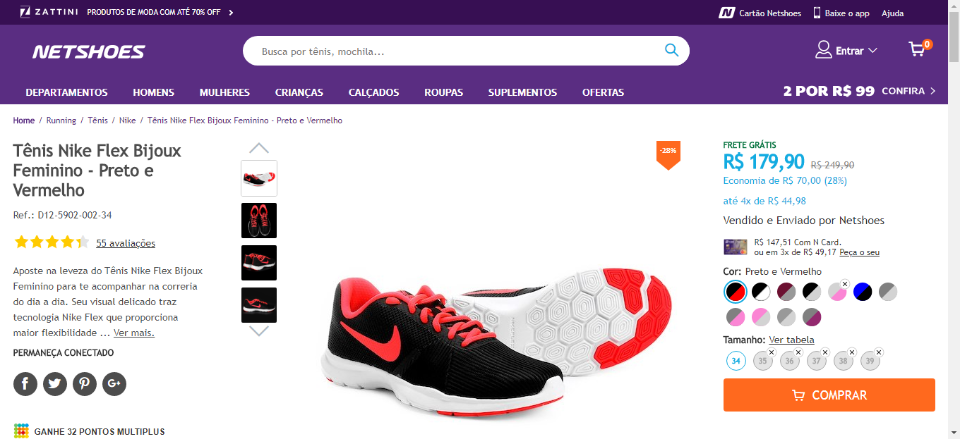 ZATTINI PRODUTOS DE MODA COM ATÉ 70% OFF
Cartão Netshoes Baixe o app Ajuda
NETSHOES
Busca por tênis, mochila...
Entrar
0
DEPARTAMENTOS HOMENS MULHERES CRIANÇAS CALÇADOS ROUPAS SUPLEMENTOS OFERTAS
2 POR R$ 99 CONFIRA
Home / Running / Tênis / Nike / Tênis Nike Flex Bijoux Feminino - Preto e Vermelho
Tênis Nike Flex Bijoux
Feminino - Preto e
Vermelho
Ref.: D12-5902-002-34
55 avaliações
Aposte na leveza do Tênis Nike Flex Bijoux
Feminino para te acompanhar na correria
do dia a dia. Seu visual delicado traz
tecnologia Nike Flex que proporciona
maior flexibilidade ... Ver mais.
PERMANEÇA CONECTADO
GANHE 32 PONTOS MULTIPLUS
-28%
FRETE GRÁTIS
R$ 179,90 R$ 249,90
Economia de R$ 70,00 (28%)
até 4x de R$ 44,98
Vendido e Enviado por Netshoes
R$ 147,51 Com N Card.
ou em 3x de R$ 49,17 Peça o seu
Cor: Preto e Vermelho
Tamanho: Ver tabela
34 35 36 37 38 39
COMPRAR